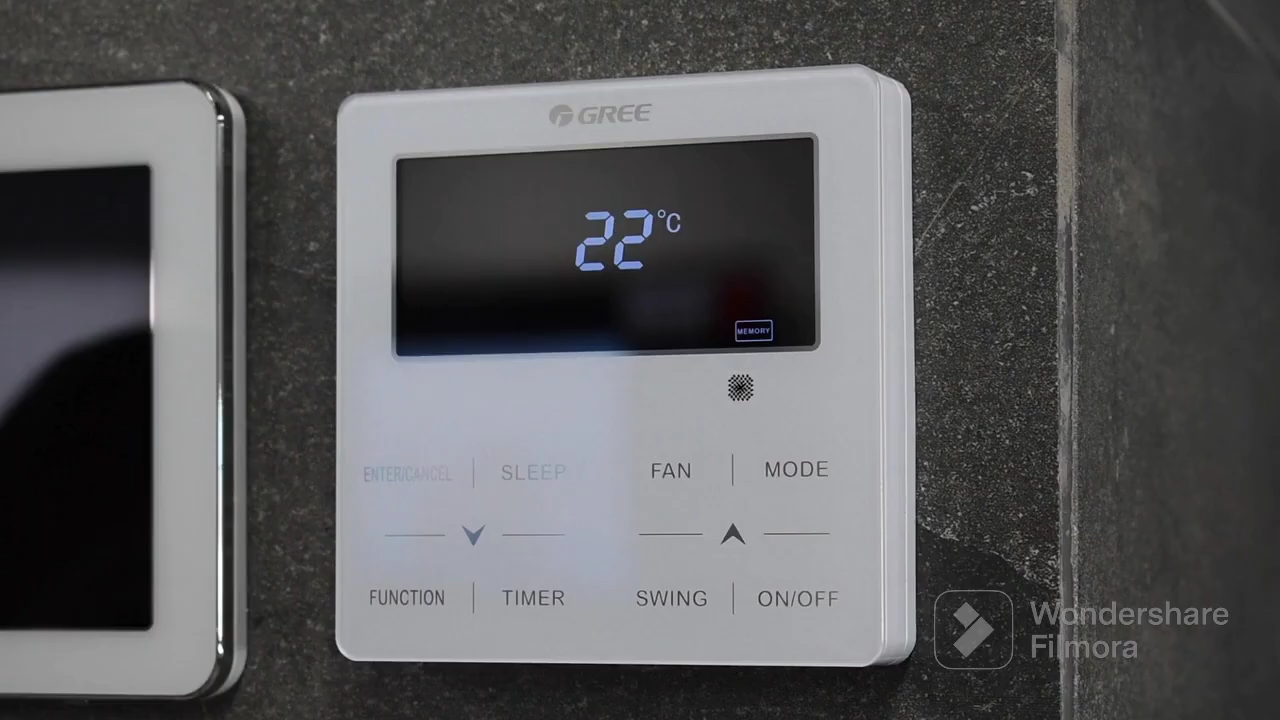 GREE
22°C
MEMORY
ENTER/CANCEL SLEEP FAN MODE
FUNCTION TIMER SWING ON/OFF
Wondershare
Filmora